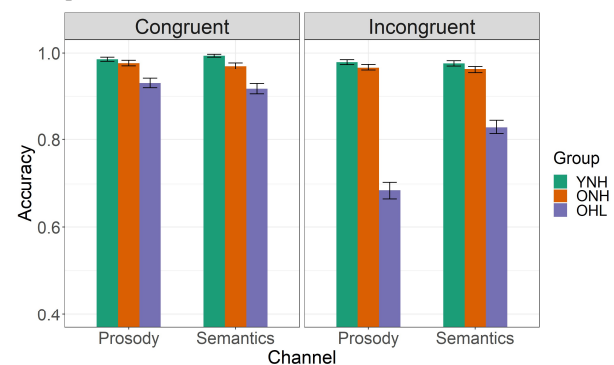 Congruent
Incongruent
Accuracy
1.0
0.8
0.6
0.4
Prosody
Semantics
Prosody
Semantics
Channel
Group
YNH
ONH
OHL